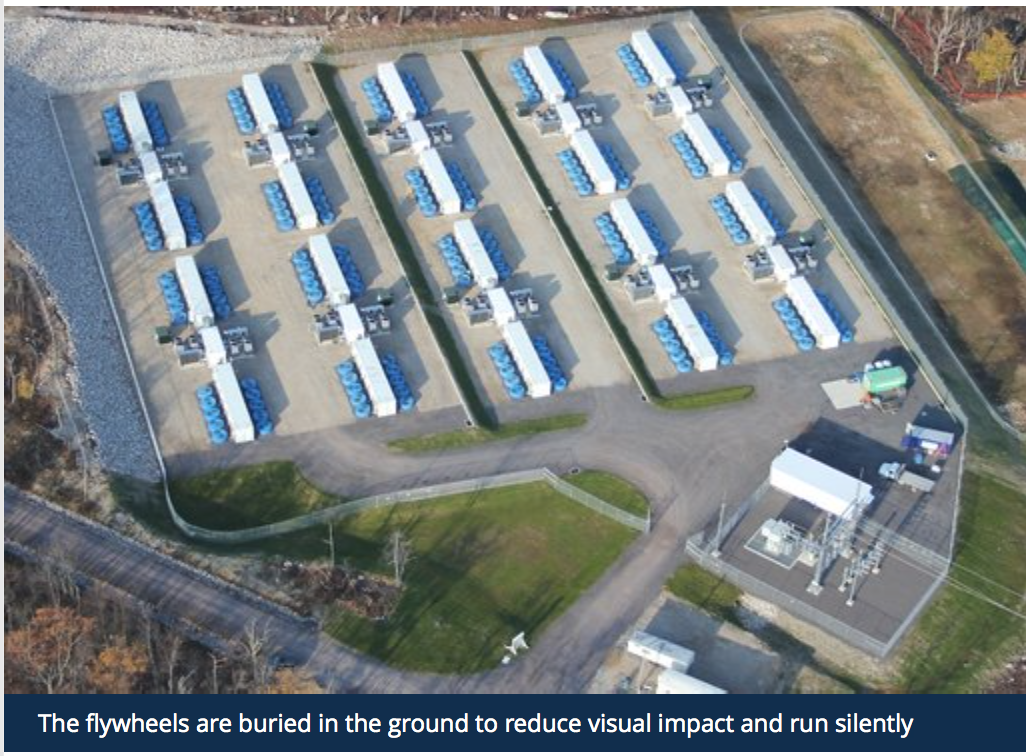 The flywheels are buried in the ground to reduce visual impact and run silently